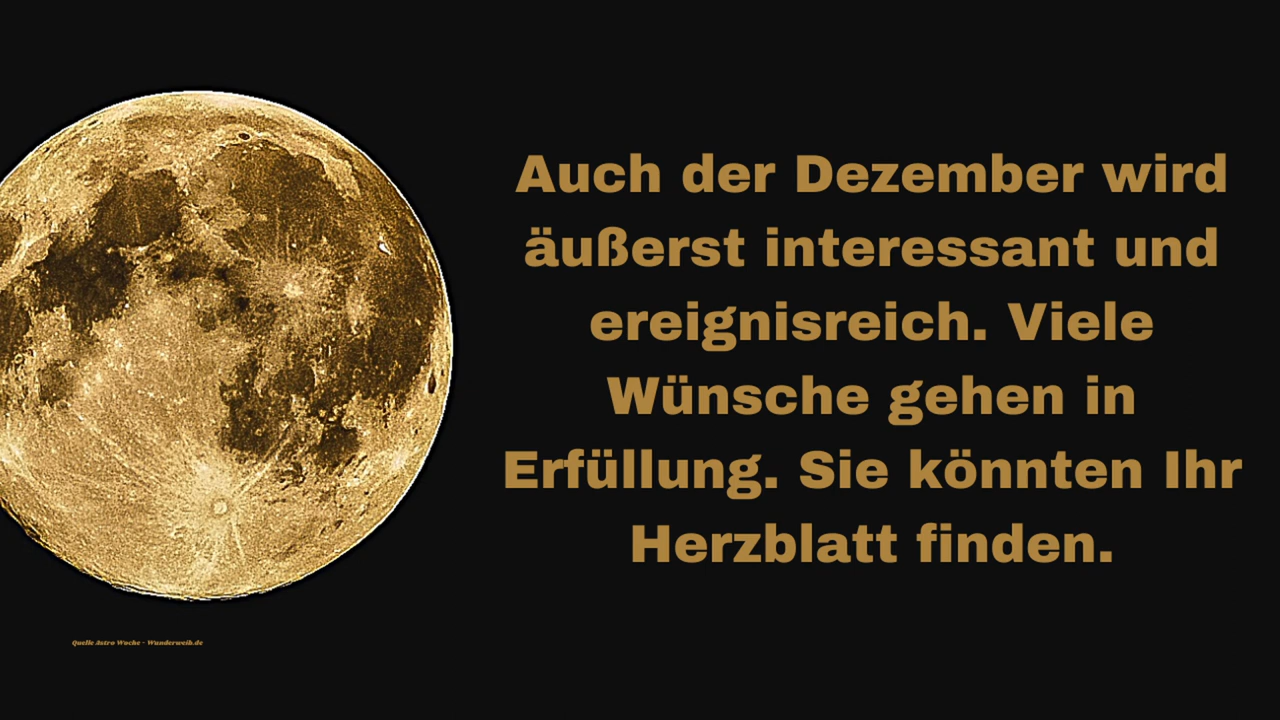 Auch der Dezember wird
äußerst interessant und
ereignisreich. Viele
Wünsche gehen in
Erfüllung. Sie könnten Ihr
Herzblatt finden.
Quelle Astro Woche - Wunderweib.de